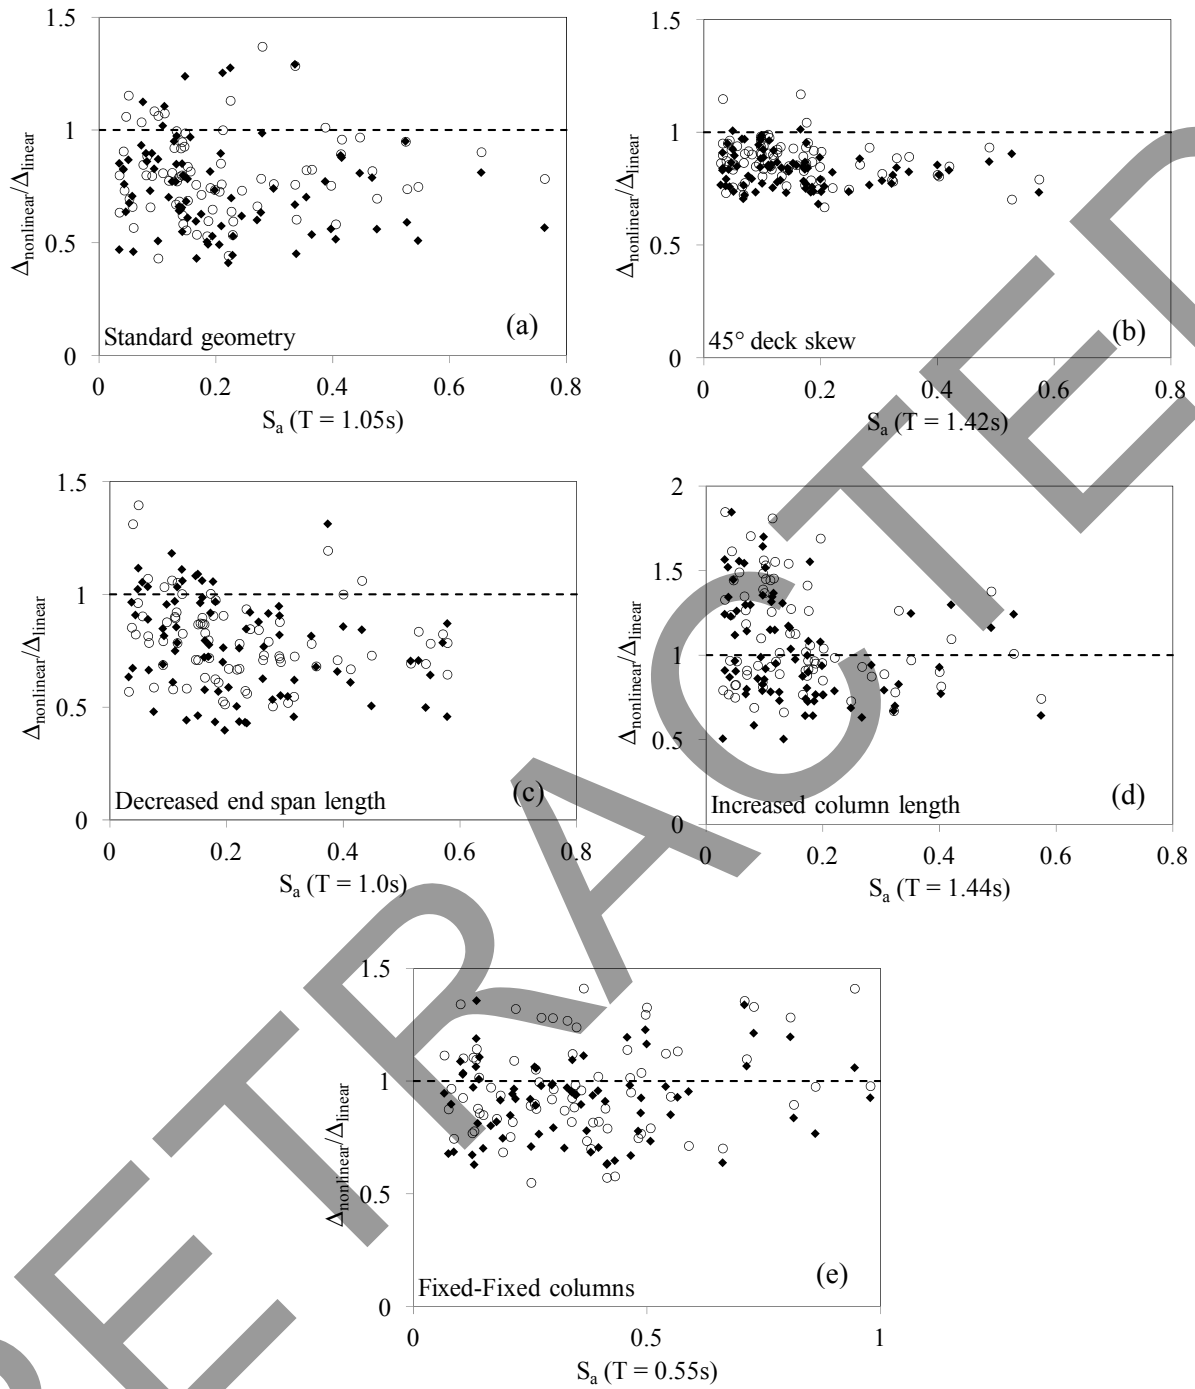 1.5
1
0.5
0
Δnonlinear/Δlinear
Standard geometry
(a)
0 0.2 0.4 0.6 0.8
Sa (T = 1.05s)
1.5
1
0.5
0
Δnonlinear/Δlinear
45° deck skew
(b)
0 0.2 0.4 0.6 0.8
Sa (T = 1.42s)
1.5
1
0.5
0
Δnonlinear/Δlinear
Decreased end span length
(c)
0 0.2 0.4 0.6 0.8
Sa (T = 1.0s)
2
1.5
1
0.5
0
Δnonlinear/Δlinear
Increased column length
(d)
0 0.2 0.4 0.6 0.8
Sa (T = 1.44s)
1.5
1
0.5
0
Δnonlinear/Δlinear
Fixed-Fixed columns
(e)
0 0.5 1
Sa (T = 0.55s)
RETRACTED